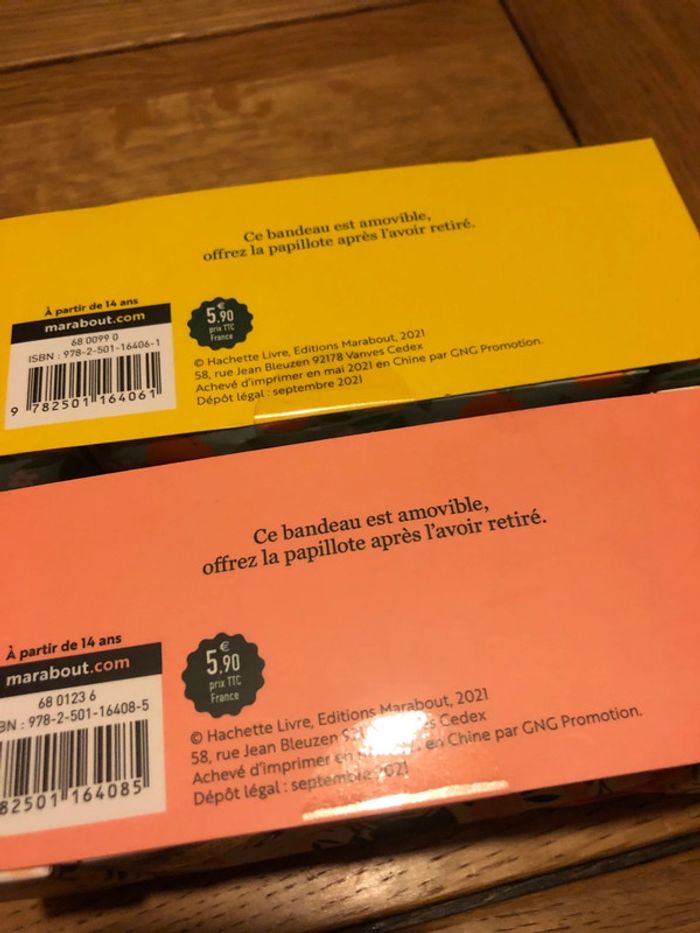 Ce bandeau est amovible,
offrez la papillote après l'avoir retiré.
À partir de 14 ans
marabout.com
68 0099 0
ISBN : 978-2-501-16406-1
9 782501 164061
€
5.90
prix TTC
France
© Hachette Livre, Editions Marabout, 2021
58, rue Jean Bleuzen 92178 Vanves Cedex
Achevé d'imprimer en mai 2021 en Chine par GNG Promotion.
Dépôt légal : septembre 2021
Ce bandeau est amovible,
offrez la papillote après l'avoir retiré.
À partir de 14 ans
marabout.com
68 0123 6
BN : 978-2-501-16408-5
82501 164085
€
5.90
prix TTC
France
© Hachette Livre, Editions Marabout, 2021
58, rue Jean Bleuzen Cedex
Achevé d'imprimer en Chine par GNG Promotion.
Dépôt légal : septembre 2021